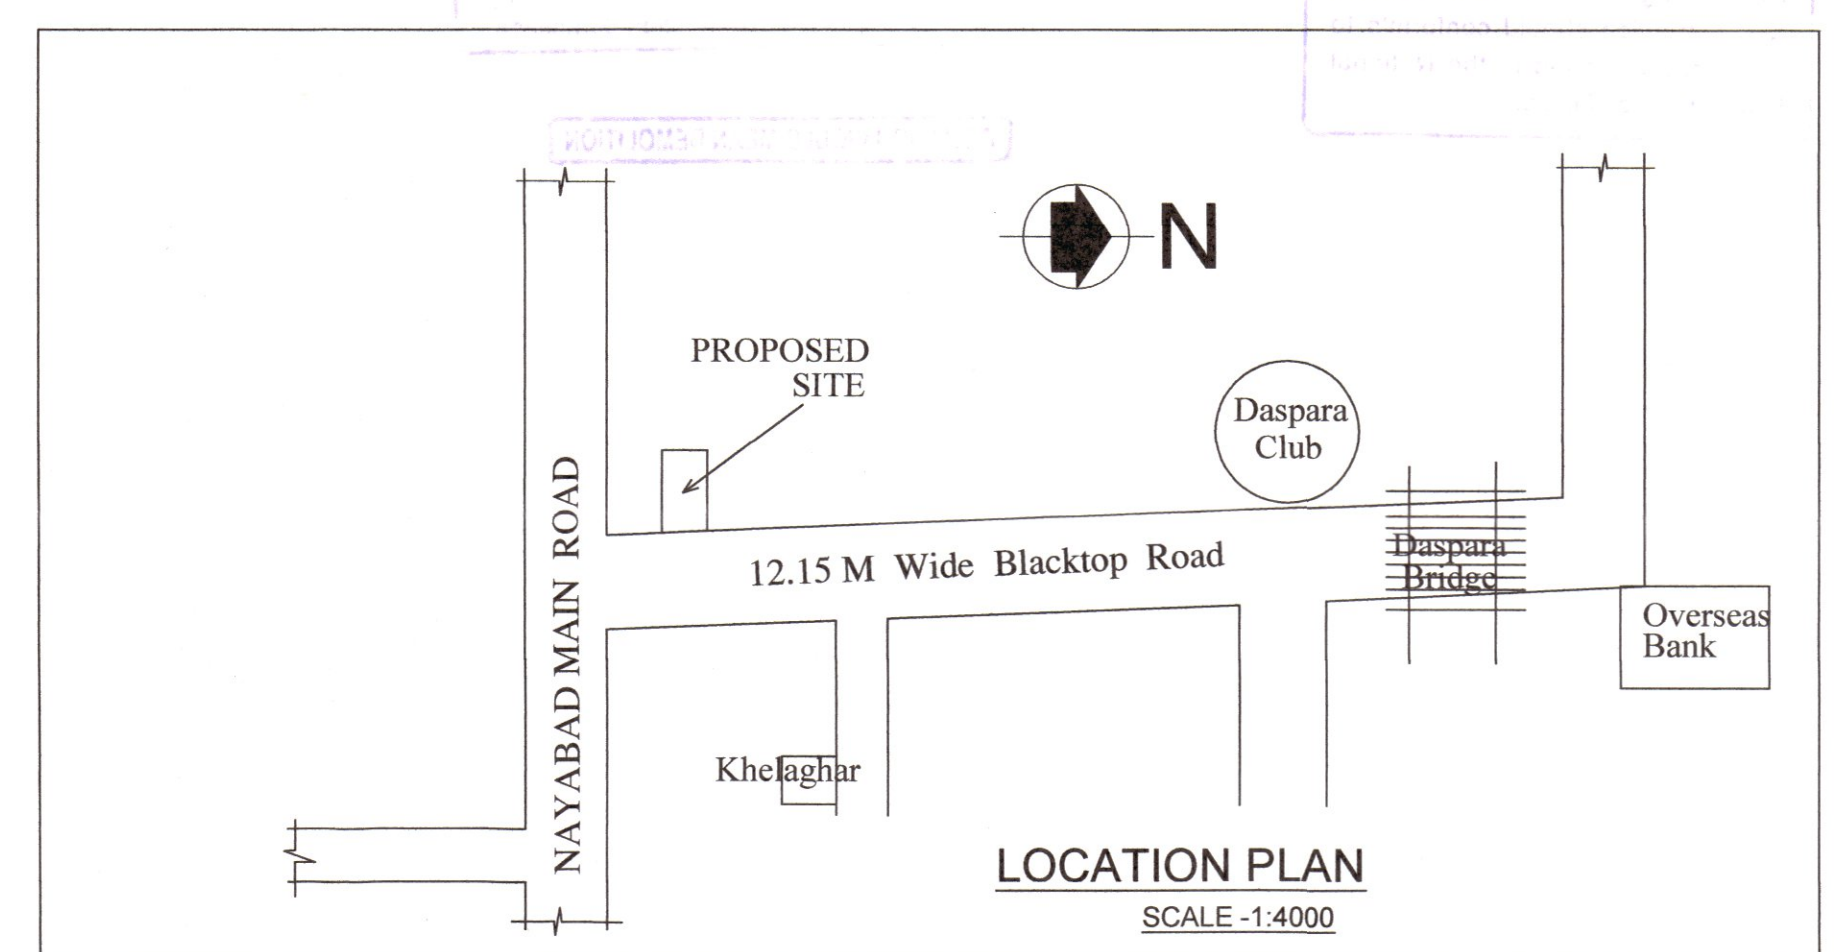 N
PROPOSED
SITE
Daspara
Club
NAYABAD MAIN ROAD
12.15 M Wide Blacktop Road
Daspara
Bridge
Overseas
Bank
Khelaghar
LOCATION PLAN
SCALE -1:4000